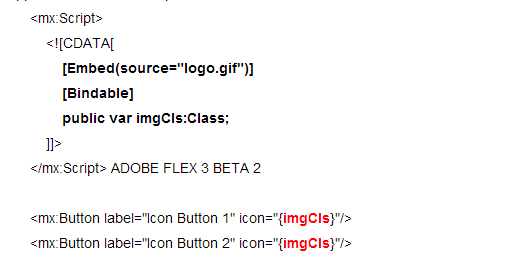 <mx:Script>
<![CDATA[
[Embed(source="logo.gif")]
[Bindable]
public var imgCls:Class;
]]>
</mx:Script> ADOBE FLEX 3 BETA 2
<mx:Button label="Icon Button 1" icon="{imgCls}"/>
<mx:Button label="Icon Button 2" icon="{imgCls}"/>